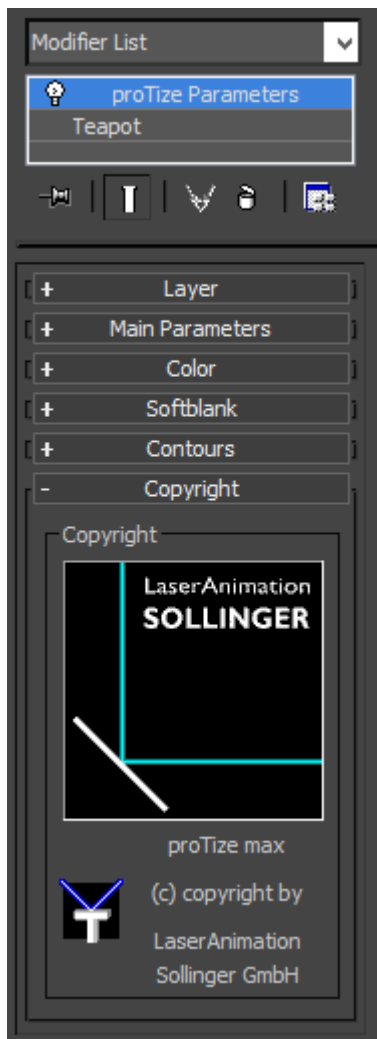 Modifier List
proTize Parameters
Teapot
+ Layer
+ Main Parameters
+ Color
+ Softblank
+ Contours
- Copyright
Copyright
LaserAnimation
SOLLINGER
proTize max
(c) copyright by
LaserAnimation
Sollinger GmbH